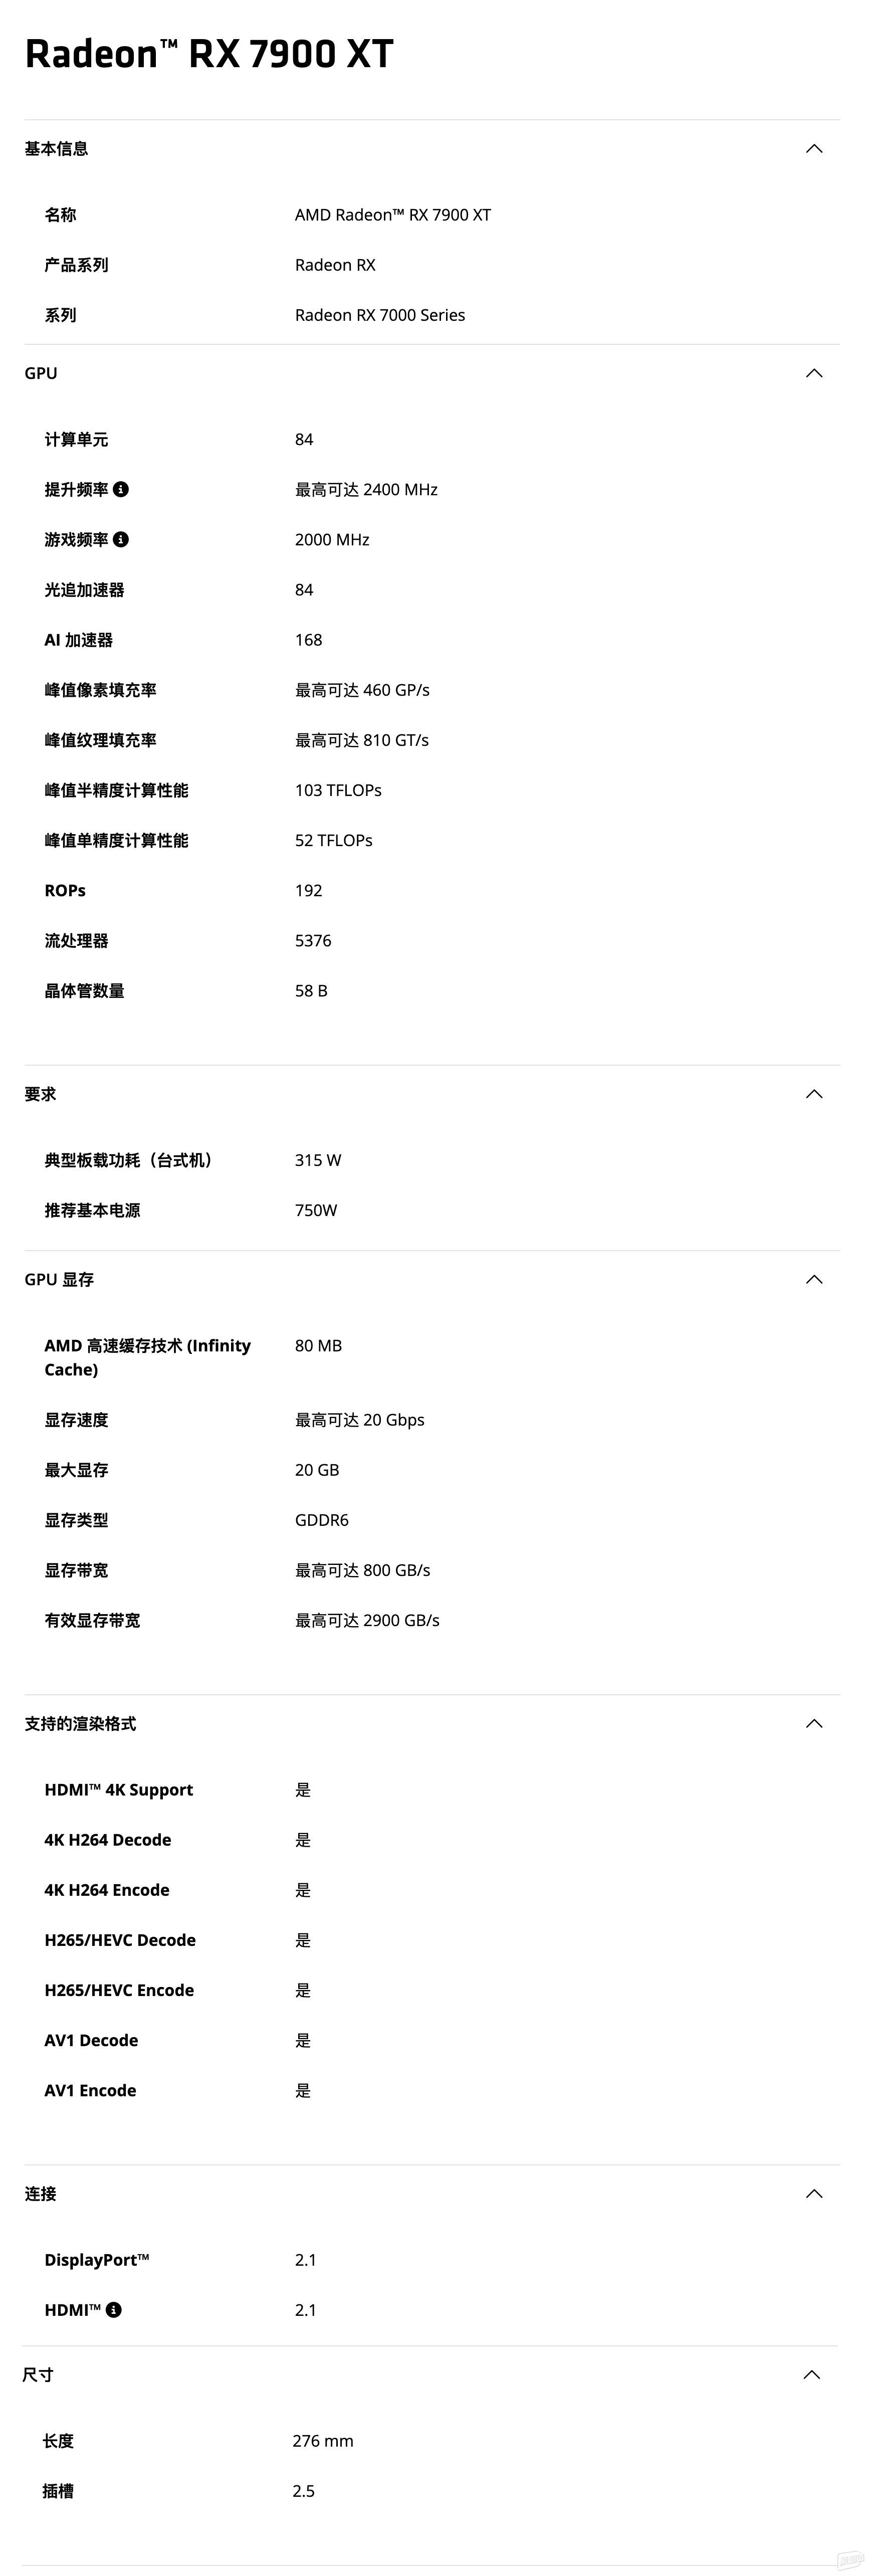 Radeon™ RX 7900 XT
基本信息
名称 AMD Radeon™ RX 7900 XT
产品系列 Radeon RX
系列 Radeon RX 7000 Series
GPU
计算单元 84
提升频率 最高可达 2400 MHz
游戏频率 2000 MHz
光追加速器 84
AI 加速器 168
峰值像素填充率 最高可达 460 GP/s
峰值纹理填充率 最高可达 810 GT/s
峰值半精度计算性能 103 TFLOPs
峰值单精度计算性能 52 TFLOPs
ROPs 192
流处理器 5376
晶体管数量 58 B
要求
典型板载功耗（台式机） 315 W
推荐基本电源 750W
GPU 显存
AMD 高速缓存技术 (Infinity 80 MB
Cache)
显存速度 最高可达 20 Gbps
最大显存 20 GB
显存类型 GDDR6
显存带宽 最高可达 800 GB/s
有效显存带宽 最高可达 2900 GB/s
支持的渲染格式
HDMI™ 4K Support 是
4K H264 Decode 是
4K H264 Encode 是
H265/HEVC Decode 是
H265/HEVC Encode 是
AV1 Decode 是
AV1 Encode 是
连接
DisplayPort™ 2.1
HDMI™ 2.1
尺寸
长度 276 mm
插槽 2.5